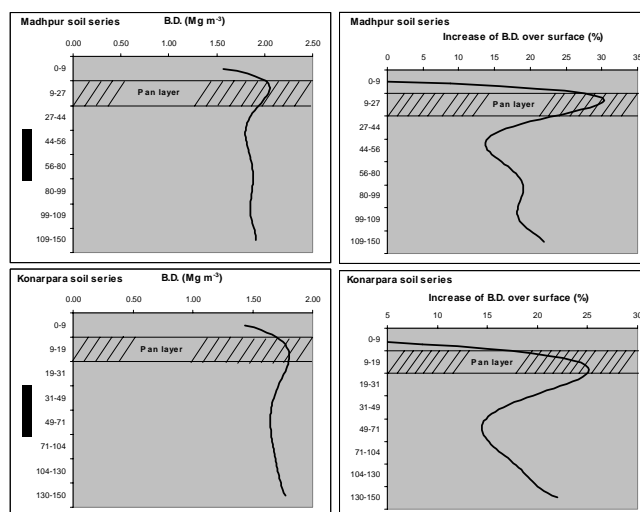 Madhpur soil series
B.D. (Mg m-3)
0.00 0.50 1.00 1.50 2.00 2.50
0-9
9-27
27-44
44-56
56-80
80-99
99-109
109-150
Pan layer
Madhpur soil series
Increase of B.D. over surface (%)
0 5 10 15 20 25 30 35
0-9
9-27
27-44
44-56
56-80
80-99
99-109
109-150
Pan layer
Konarpara soil series
B.D. (Mg m-3)
0.00 0.50 1.00 1.50 2.00
0-9
9-19
19-31
31-49
49-71
71-104
104-130
130-150
Pan layer
Konarpara soil series
Increase of B.D. over surface (%)
5 10 15 20 25 30
0-9
9-19
19-31
31-49
49-71
71-104
104-130
130-150
Pan layer